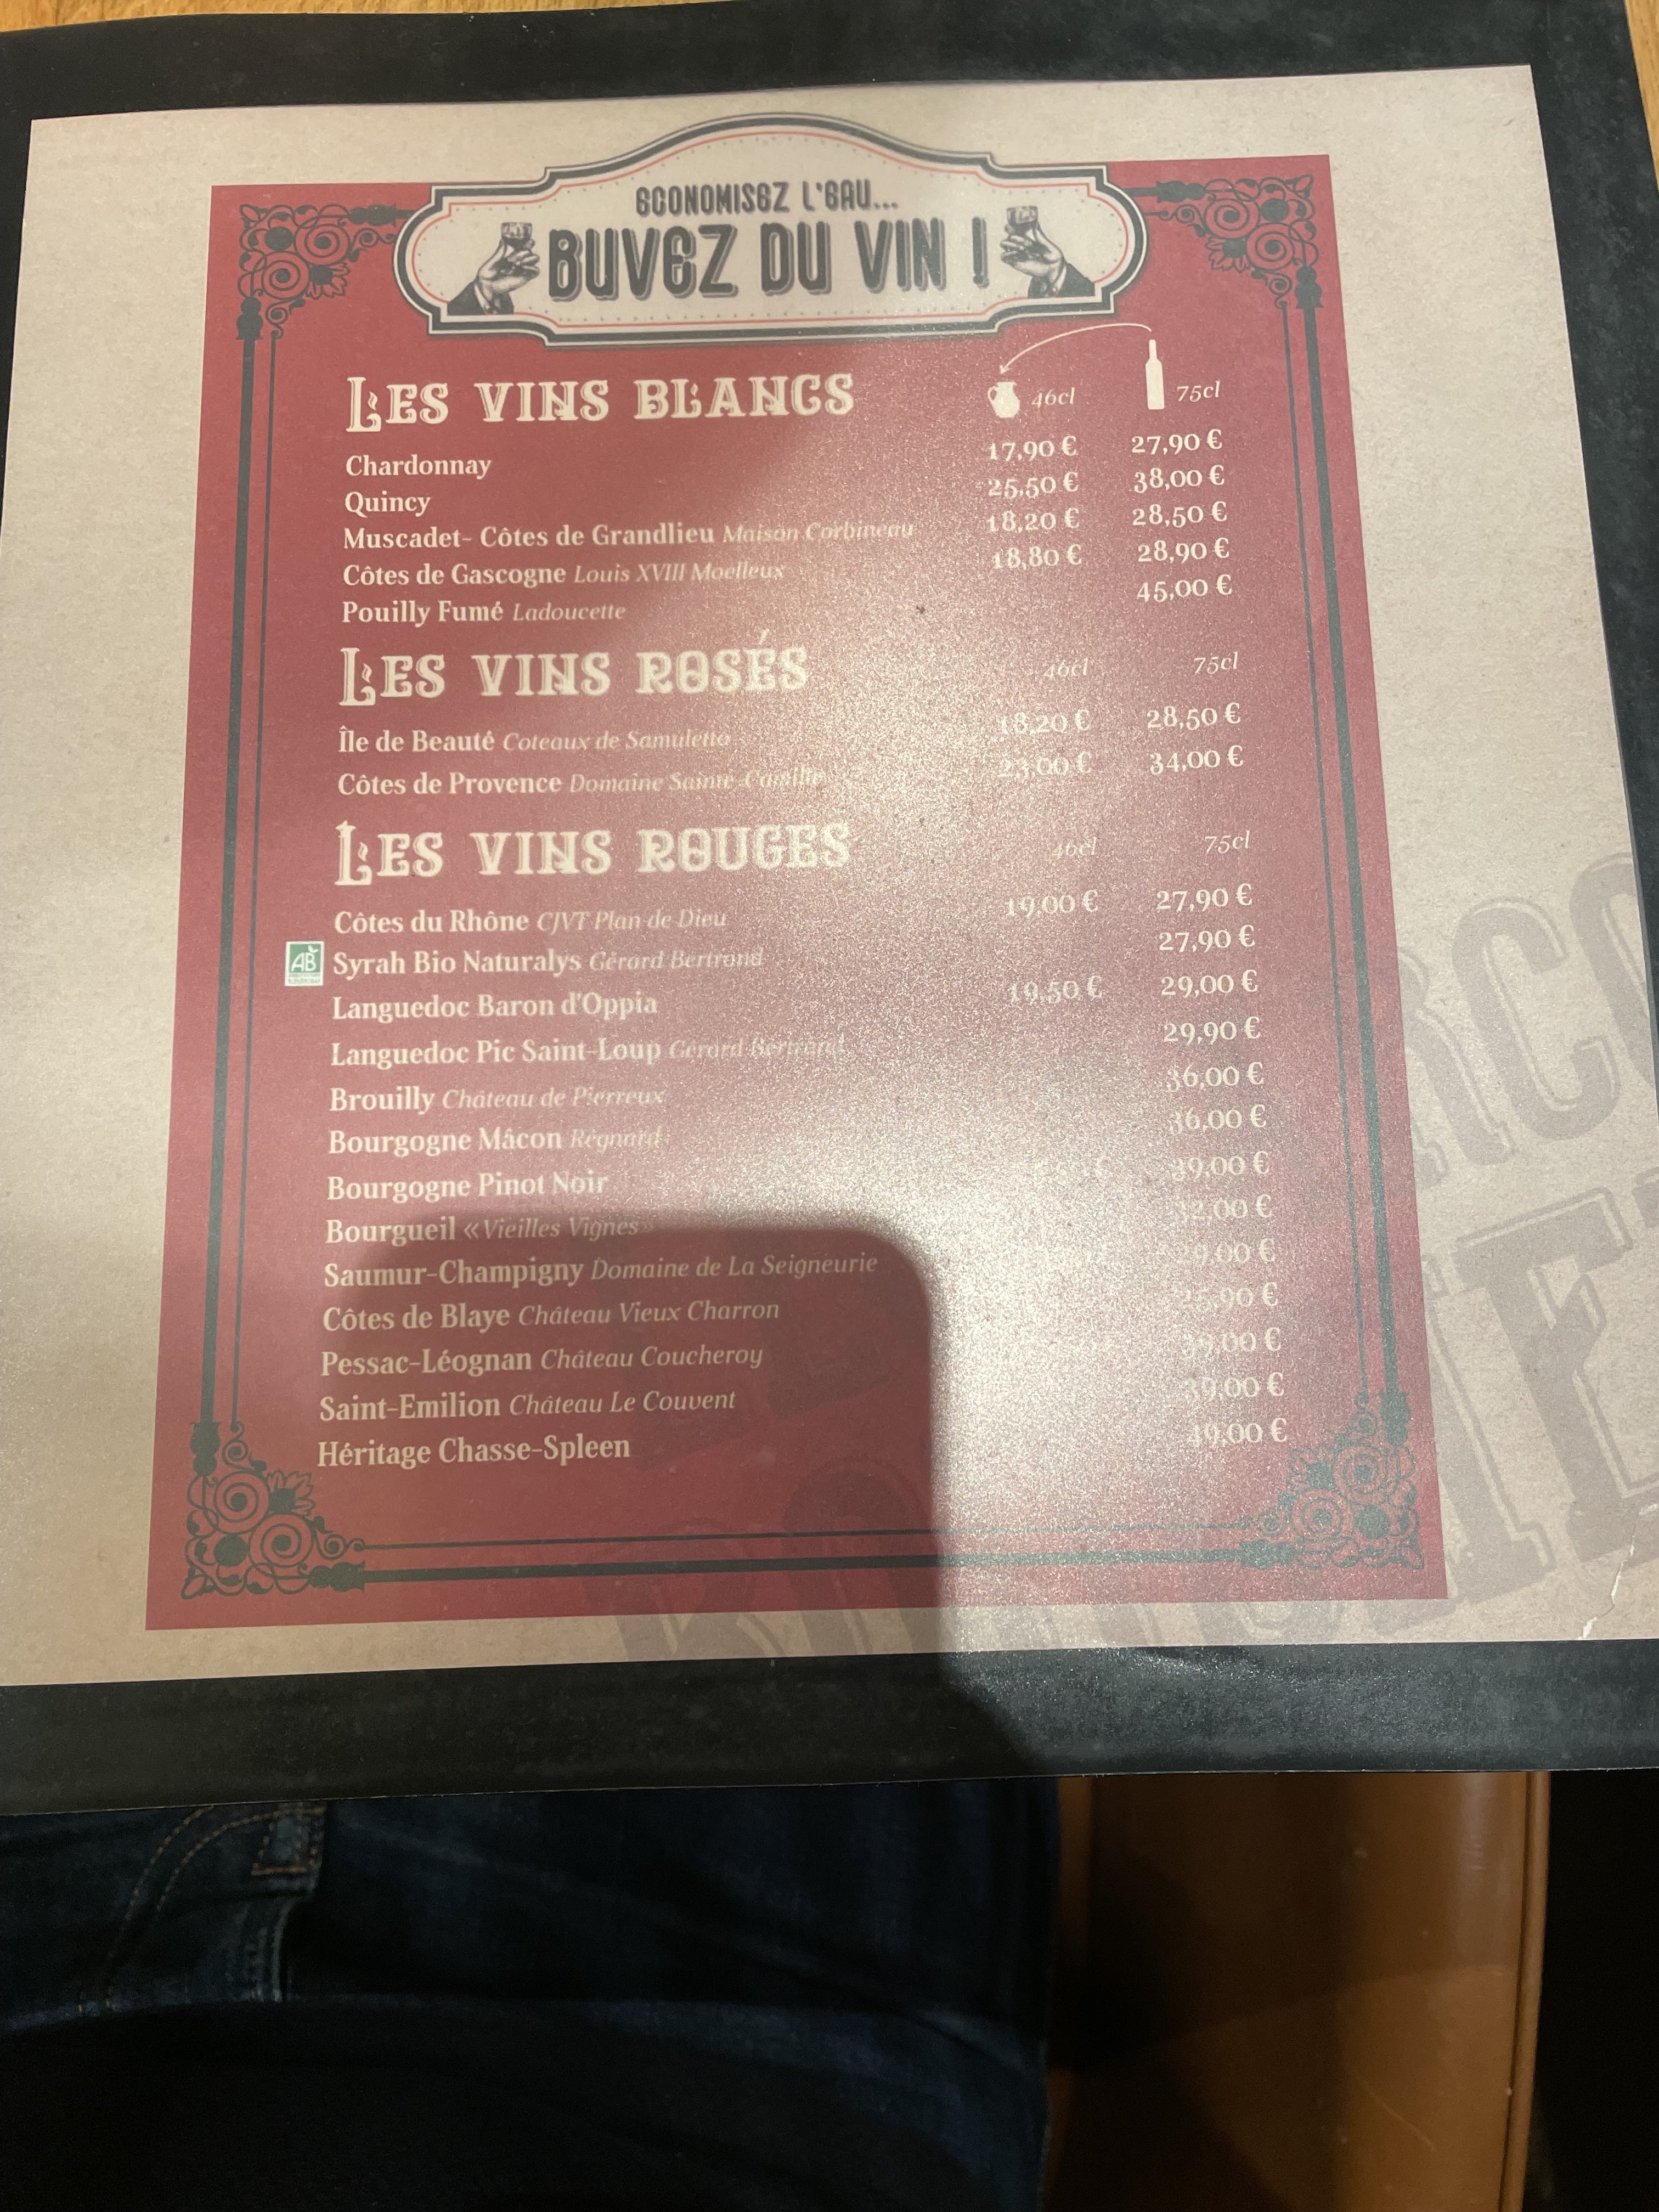 ECONOMISEZ L'EAU...
BUVEZ DU VIN !
LES VINS BLANCS 46cl 75cl
Chardonnay 17,90 € 27,90 €
Quincy 25,50 € 38,00 €
Muscadet- Côtes de Grandlieu Maison Corbineau 18,20 € 28,50 €
Côtes de Gascogne Louis XVIII Moelleux 18,80 € 28,90 €
Pouilly Fumé Ladoucette 45,00 €
LES VINS ROSÉS 46cl 75cl
Île de Beauté Coteaux de Samuletto 18,20 € 28,50 €
Côtes de Provence Domaine Sainte-Camille 23,00 € 34,00 €
LES VINS ROUGES 46cl 75cl
Côtes du Rhône CJVT Plan de Dieu 19,00 € 27,90 €
AB Syrah Bio Naturalys Gérard Bertrand 27,90 €
Languedoc Baron d'Oppia 19,50 € 29,00 €
Languedoc Pic Saint-Loup Gérard Bertrand 29,90 €
Brouilly Château de Pierreux 36,00 €
Bourgogne Mâcon Régnard 36,00 €
Bourgogne Pinot Noir 39,00 €
Bourgueil «Vieilles Vignes» 32,00 €
Saumur-Champigny Domaine de La Seigneurie
Côtes de Blaye Château Vieux Charron
Pessac-Léognan Château Coucheroy 39,00 €
Saint-Emilion Château Le Couvent 39,00 €
Héritage Chasse-Spleen 49,00 €